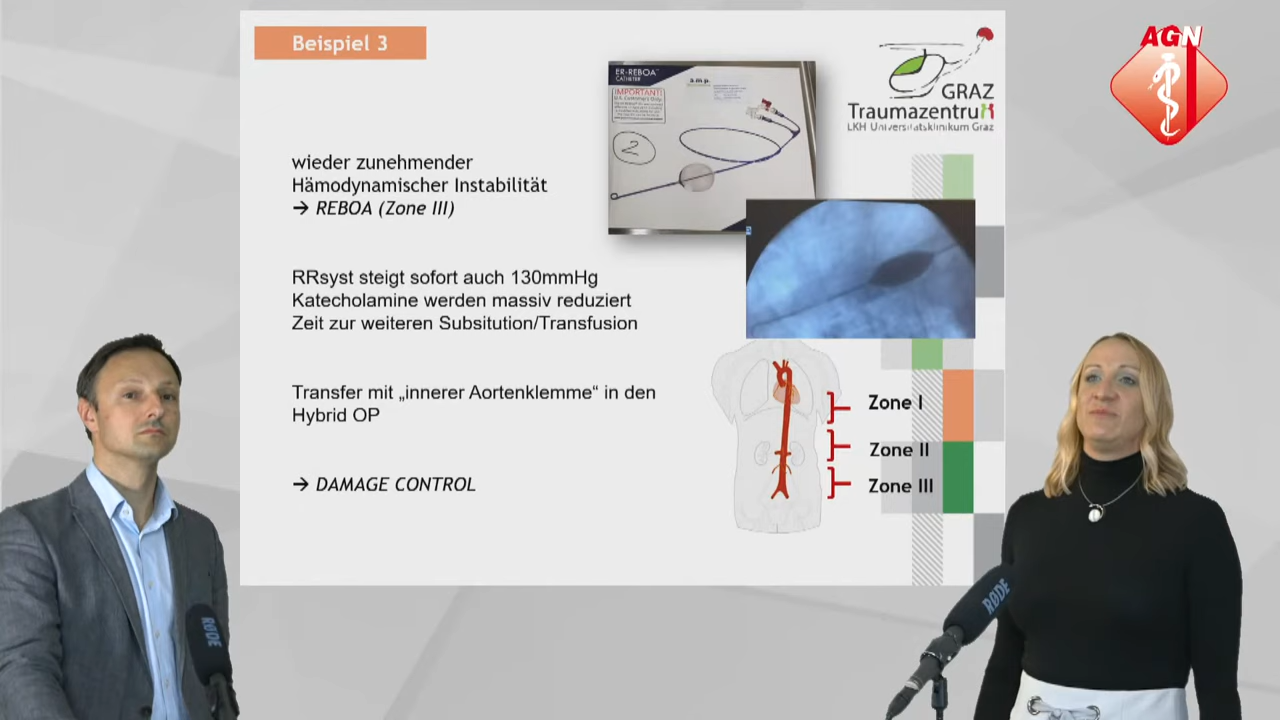 Beispiel 3
wieder zunehmender
Hämodynamischer Instabilität
→ REBOA (Zone III)
RRsyst steigt sofort auch 130mmHg
Katecholamine werden massiv reduziert
Zeit zur weiteren Subsitution/Transfusion
Transfer mit „innerer Aortenklemme“ in den
Hybrid OP
→ DAMAGE CONTROL
ER-REBOA™
CATHETER
IMPORTANT!
a.m.p.
2
GRAZ
Traumazentrum
LKH Universitätsklinikum Graz
Zone I
Zone II
Zone III
AGN
RØDE
RØDE